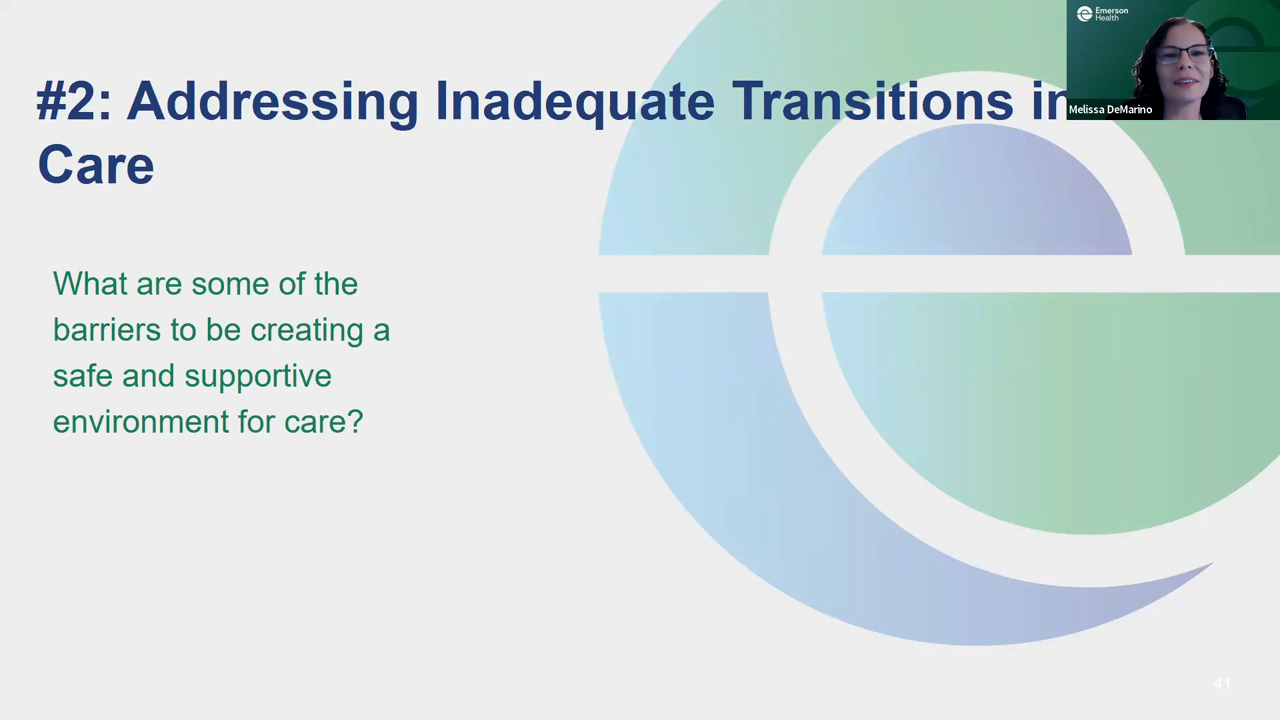 Emerson
Health
#2: Addressing Inadequate Transitions in
Care
Melissa DeMarino
What are some of the
barriers to be creating a
safe and supportive
environment for care?
41